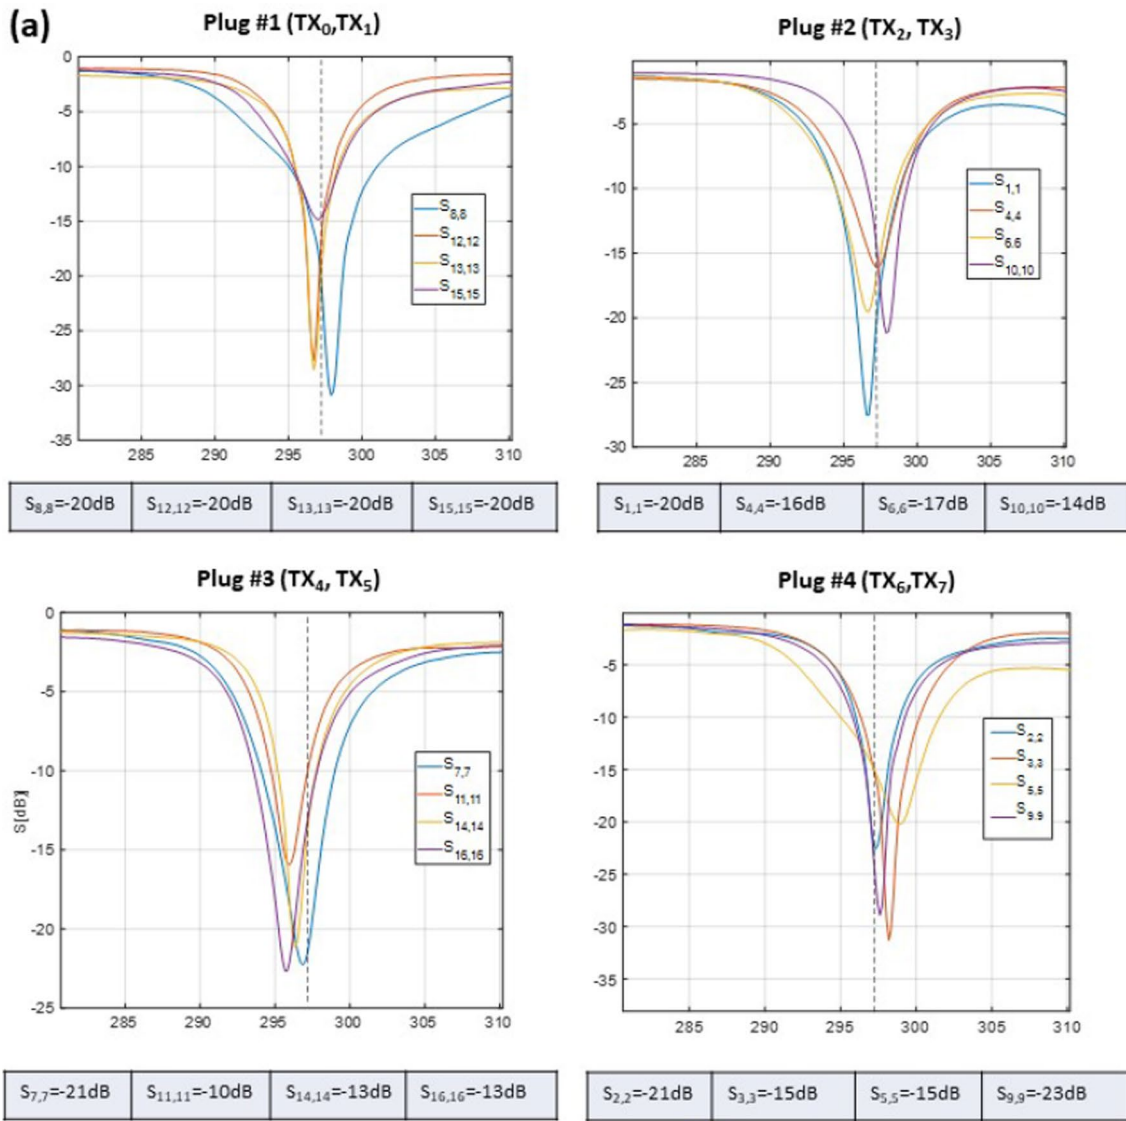 (a)
Plug #1 (TX₀,TX₁)
0
-5
-10
-15
-20
-25
-30
-35
285 290 295 300 305 310
S₈,₈
S₁₂,₁₂
S₁₃,₁₃
S₁₅,₁₅
S₈,₈=-20dB S₁₂,₁₂=-20dB S₁₃,₁₃=-20dB S₁₅,₁₅=-20dB
Plug #2 (TX₂, TX₃)
-5
-10
-15
-20
-25
-30
285 290 295 300 305 310
S₁,₁
S₄,₄
S₆,₆
S₁₀,₁₀
S₁,₁=-20dB S₄,₄=-16dB S₆,₆=-17dB S₁₀,₁₀=-14dB
Plug #3 (TX₄, TX₅)
0
-5
-10
-15
-20
-25
S[dB]
285 290 295 300 305 310
S₇,₇
S₁₁,₁₁
S₁₄,₁₄
S₁₆,₁₆
S₇,₇=-21dB S₁₁,₁₁=-10dB S₁₄,₁₄=-13dB S₁₆,₁₆=-13dB
Plug #4 (TX₆,TX₇)
-5
-10
-15
-20
-25
-30
-35
285 290 295 300 305 310
S₂,₂
S₃,₃
S₅,₅
S₉,₉
S₂,₂=-21dB S₃,₃=-15dB S₅,₅=-15dB S₉,₉=-23dB